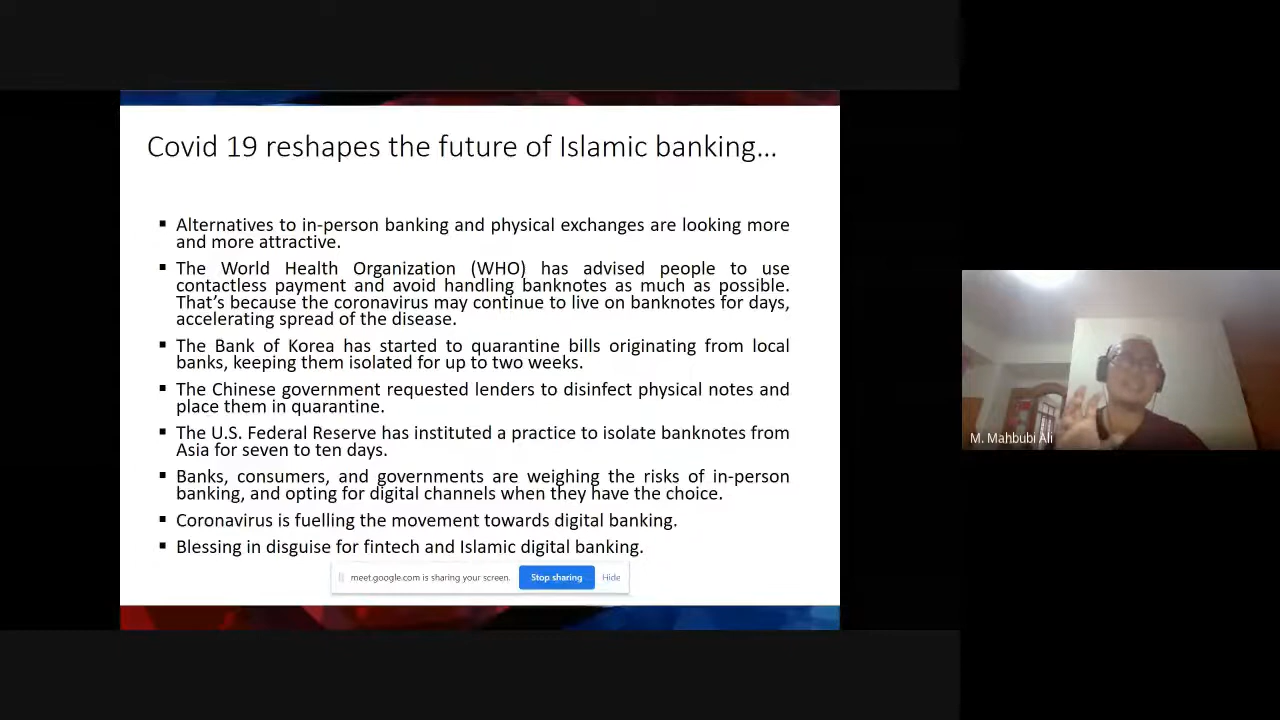 Covid 19 reshapes the future of Islamic banking...
▪ Alternatives to in-person banking and physical exchanges are looking more
and more attractive.
▪ The World Health Organization (WHO) has advised people to use
contactless payment and avoid handling banknotes as much as possible.
That's because the coronavirus may continue to live on banknotes for days,
accelerating spread of the disease.
▪ The Bank of Korea has started to quarantine bills originating from local
banks, keeping them isolated for up to two weeks.
▪ The Chinese government requested lenders to disinfect physical notes and
place them in quarantine.
▪ The U.S. Federal Reserve has instituted a practice to isolate banknotes from
Asia for seven to ten days.
▪ Banks, consumers, and governments are weighing the risks of in-person
banking, and opting for digital channels when they have the choice.
▪ Coronavirus is fuelling the movement towards digital banking.
▪ Blessing in disguise for fintech and Islamic digital banking.
meet.google.com is sharing your screen. Stop sharing Hide
M. Mahbubi Ali